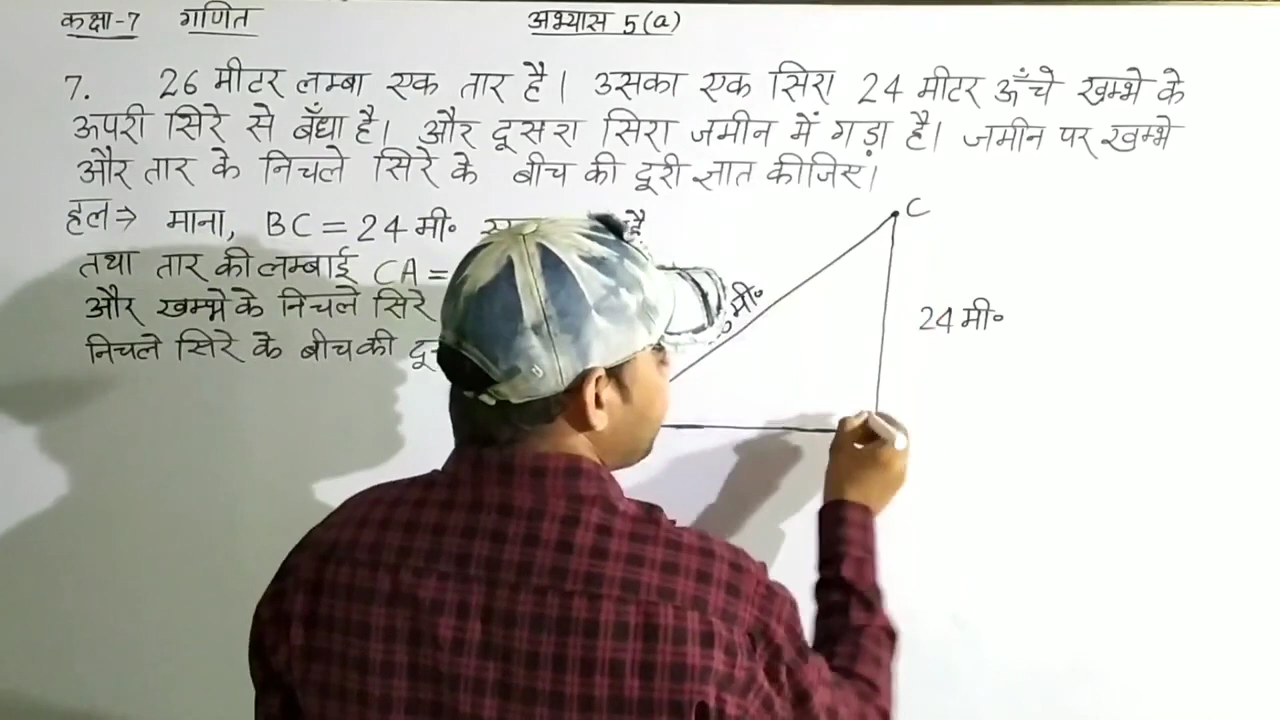 कक्षा-7 गणित
अभ्यास 5(a)
7. 26 मीटर लम्बा एक तार है। उसका एक सिरा 24 मीटर ऊँचे खम्भे के
ऊपरी सिरे से बँधा है। और दूसरा सिरा जमीन में गड़ा है। जमीन पर खम्भे
और तार के निचले सिरे के बीच की दूरी ज्ञात कीजिए।
हल⇒ माना, BC = 24 मी॰ है
तथा तार की लम्बाई CA =
और खम्भे के निचले सिरे
निचले सिरे के बीच की
C
मी॰
24 मी॰